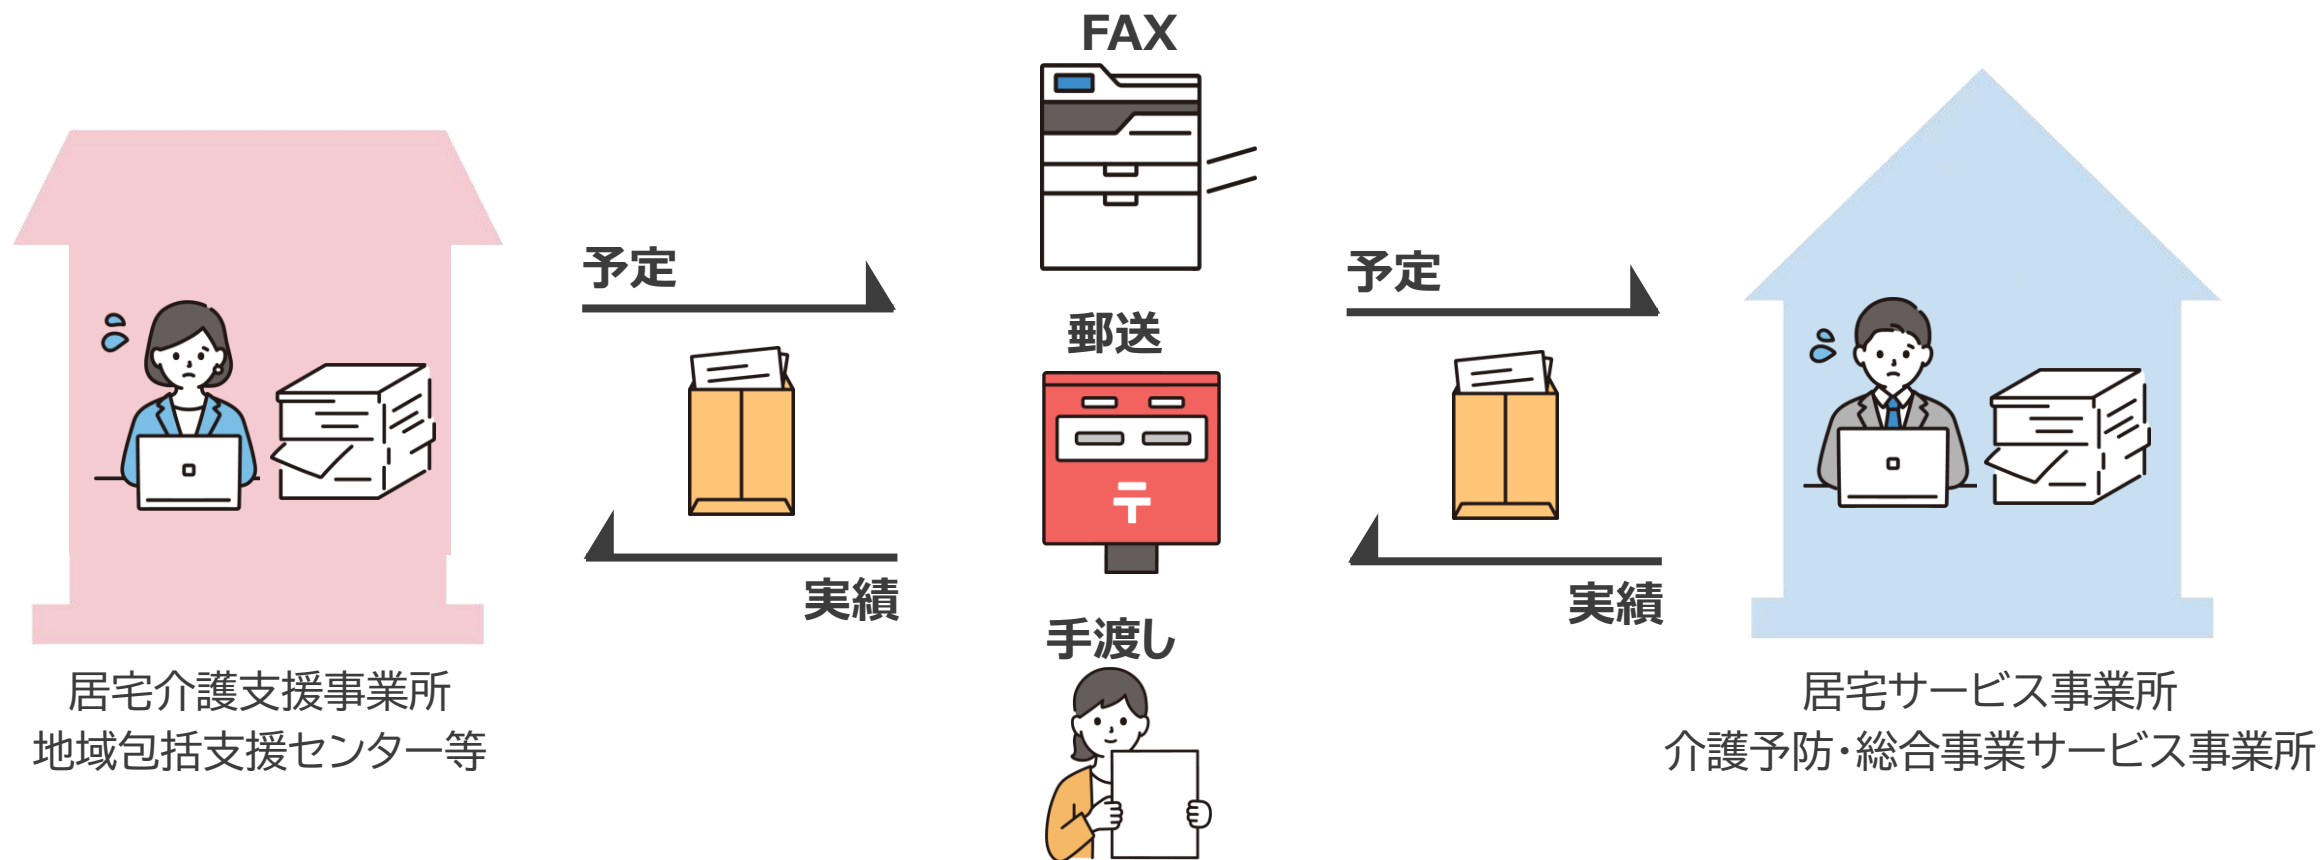 FAX
予定
予定
郵送
実績
実績
手渡し
居宅介護支援事業所
地域包括支援センター等
居宅サービス事業所
介護予防・総合事業サービス事業所